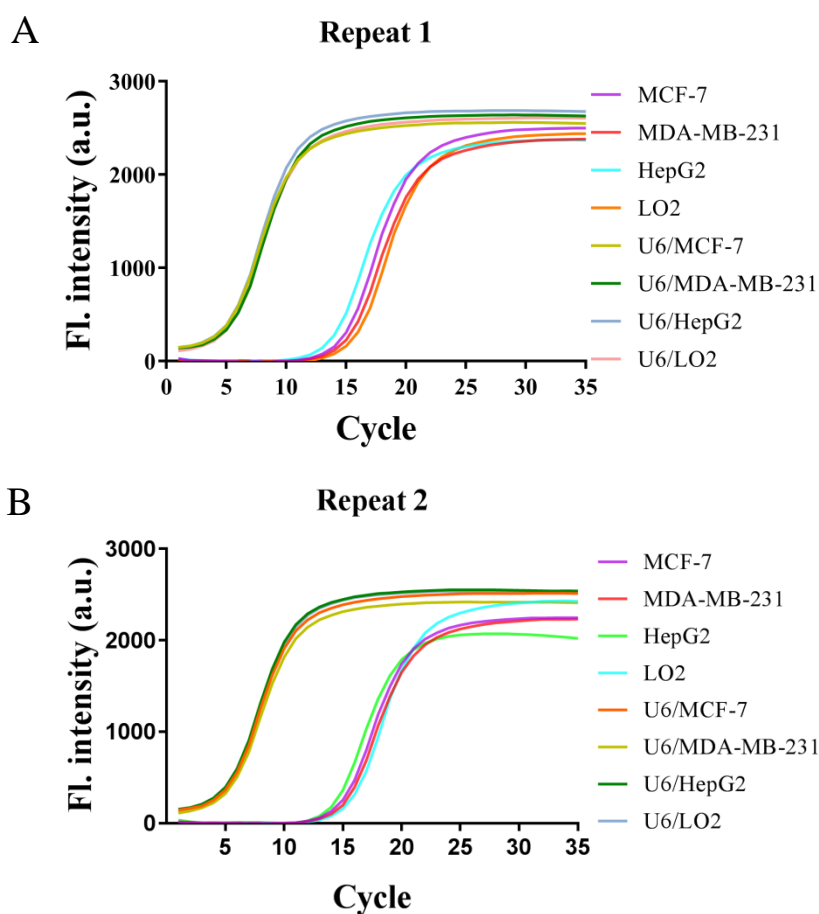 A
Repeat 1
Fl. intensity (a.u.)
3000
2000
1000
0
0 5 10 15 20 25 30 35
Cycle
MCF-7
MDA-MB-231
HepG2
LO2
U6/MCF-7
U6/MDA-MB-231
U6/HepG2
U6/LO2
B
Repeat 2
Fl. intensity (a.u.)
3000
2000
1000
0
5 10 15 20 25 30 35
Cycle
MCF-7
MDA-MB-231
HepG2
LO2
U6/MCF-7
U6/MDA-MB-231
U6/HepG2
U6/LO2